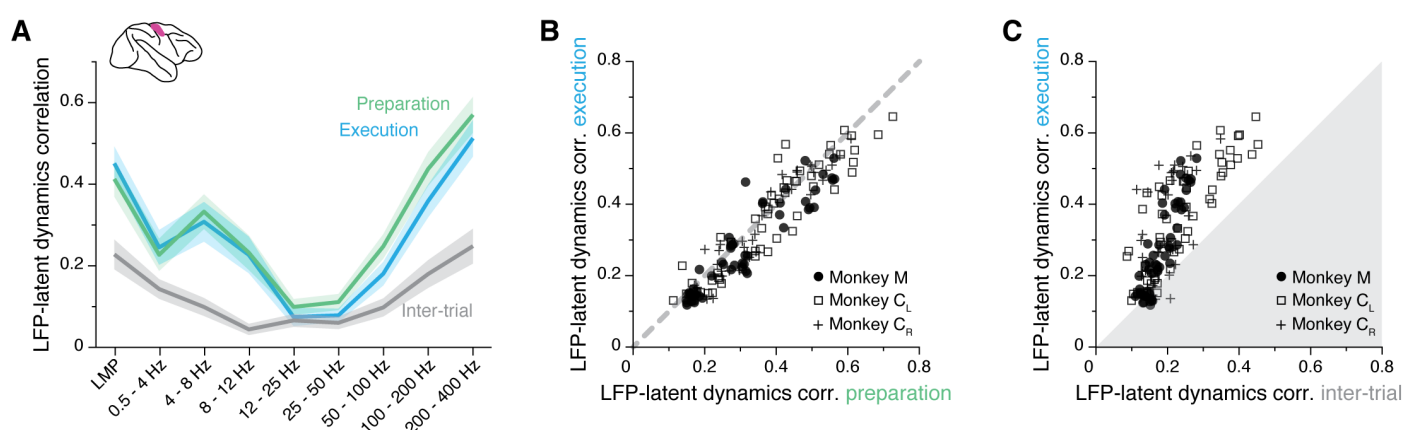 A
LFP-latent dynamics correlation
0.6
0.4
0.2
0
Preparation
Execution
Inter-trial
LMP
0.5 - 4 Hz
4 - 8 Hz
8 - 12 Hz
12 - 25 Hz
25 - 50 Hz
50 - 100 Hz
100 - 200 Hz
200 - 400 Hz
B
LFP-latent dynamics corr. execution
0.8
0.6
0.4
0.2
0
Monkey M
Monkey CL
Monkey CR
0 0.2 0.4 0.6 0.8
LFP-latent dynamics corr. preparation
C
LFP-latent dynamics corr. execution
0.8
0.6
0.4
0.2
0
Monkey M
Monkey CL
Monkey CR
0 0.2 0.4 0.6 0.8
LFP-latent dynamics corr. inter-trial